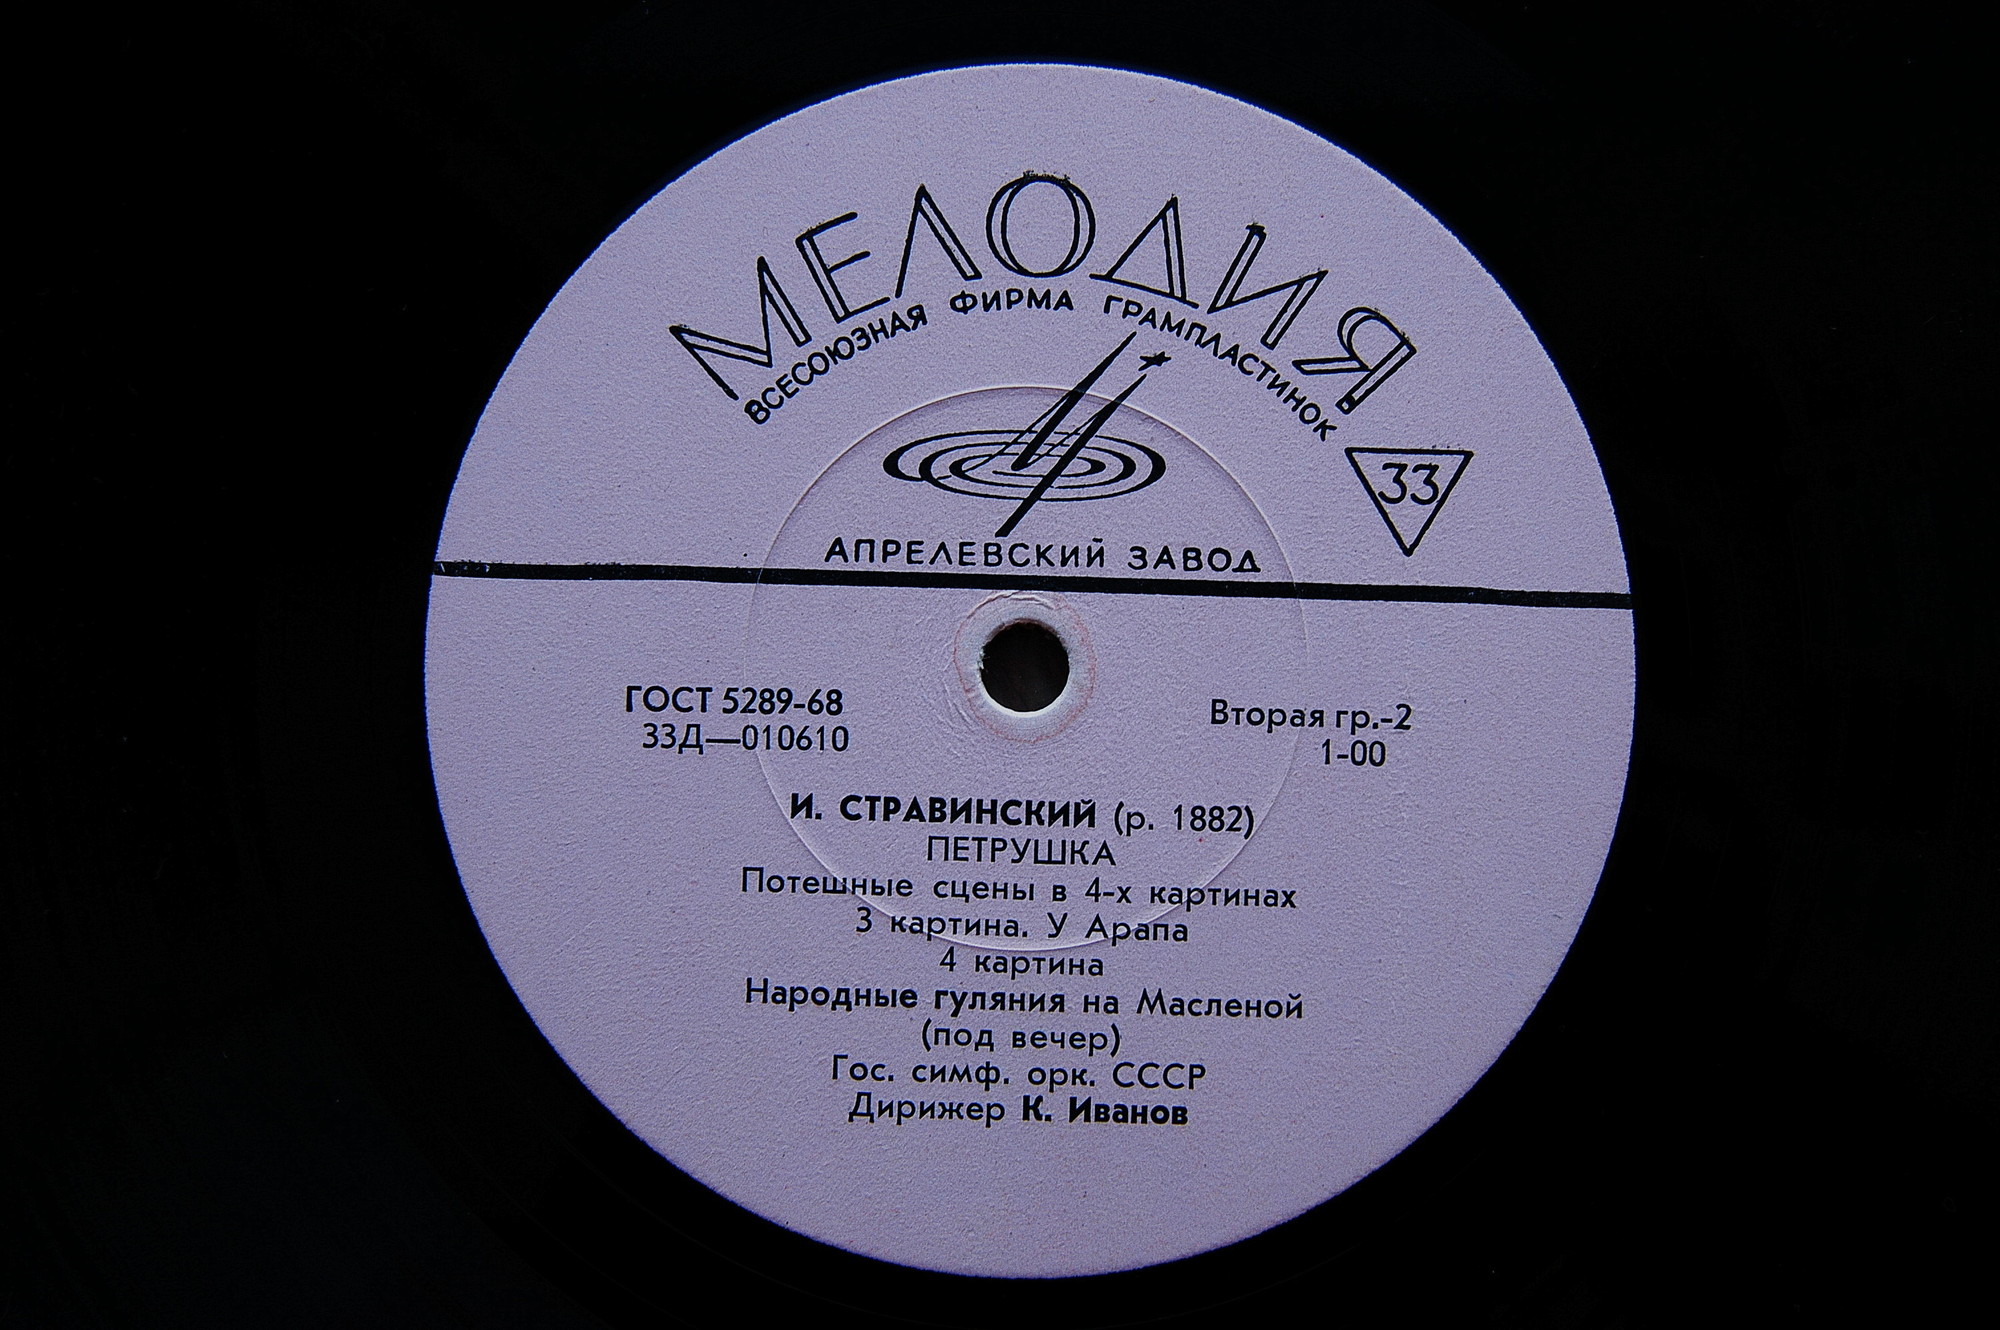 МЕЛОДИЯ
ВСЕСОЮЗНАЯ ФИРМА ГРАМПЛАСТИНОК
33
АПРЕЛЕВСКИЙ ЗАВОД
ГОСТ 5289-68
33Д—010610
Вторая гр.-2
1-00
И. СТРАВИНСКИЙ (р. 1882)
ПЕТРУШКА
Потешные сцены в 4-х картинах
3 картина. У Арапа
4 картина
Народные гуляния на Масленой
(под вечер)
Гос. симф. орк. СССР
Дирижер К. Иванов